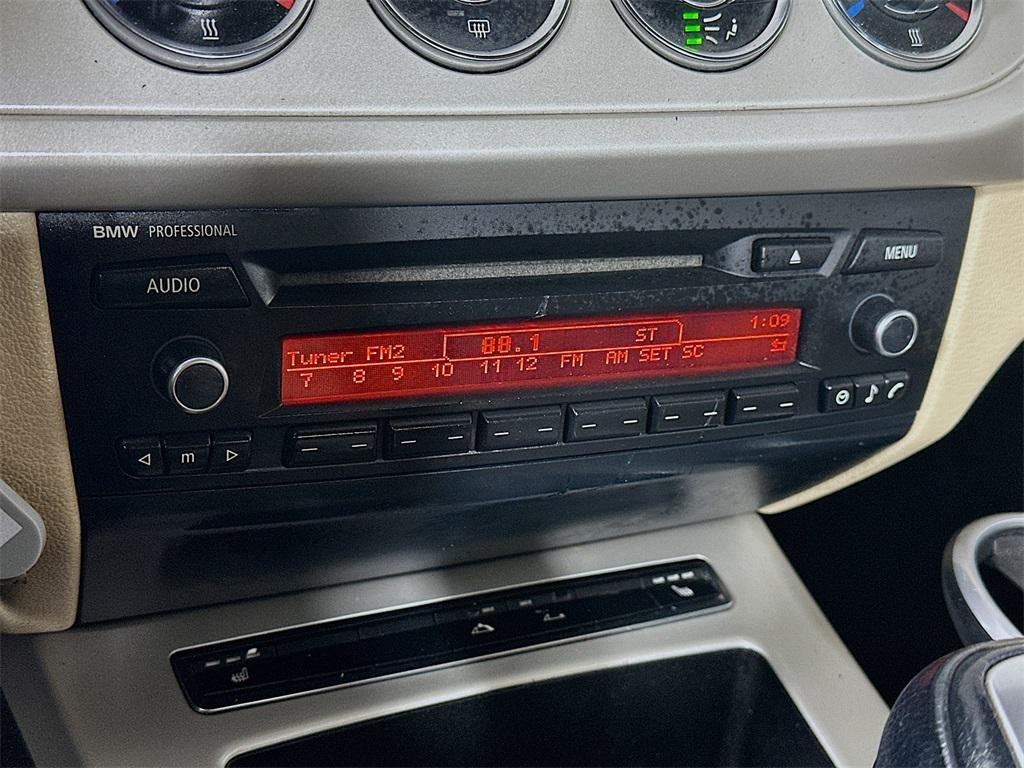 BMW PROFESSIONAL
AUDIO
MENU
Tuner FM2 88.1 ST 1:09
7 8 9 10 11 12 FM AM SET SC
m